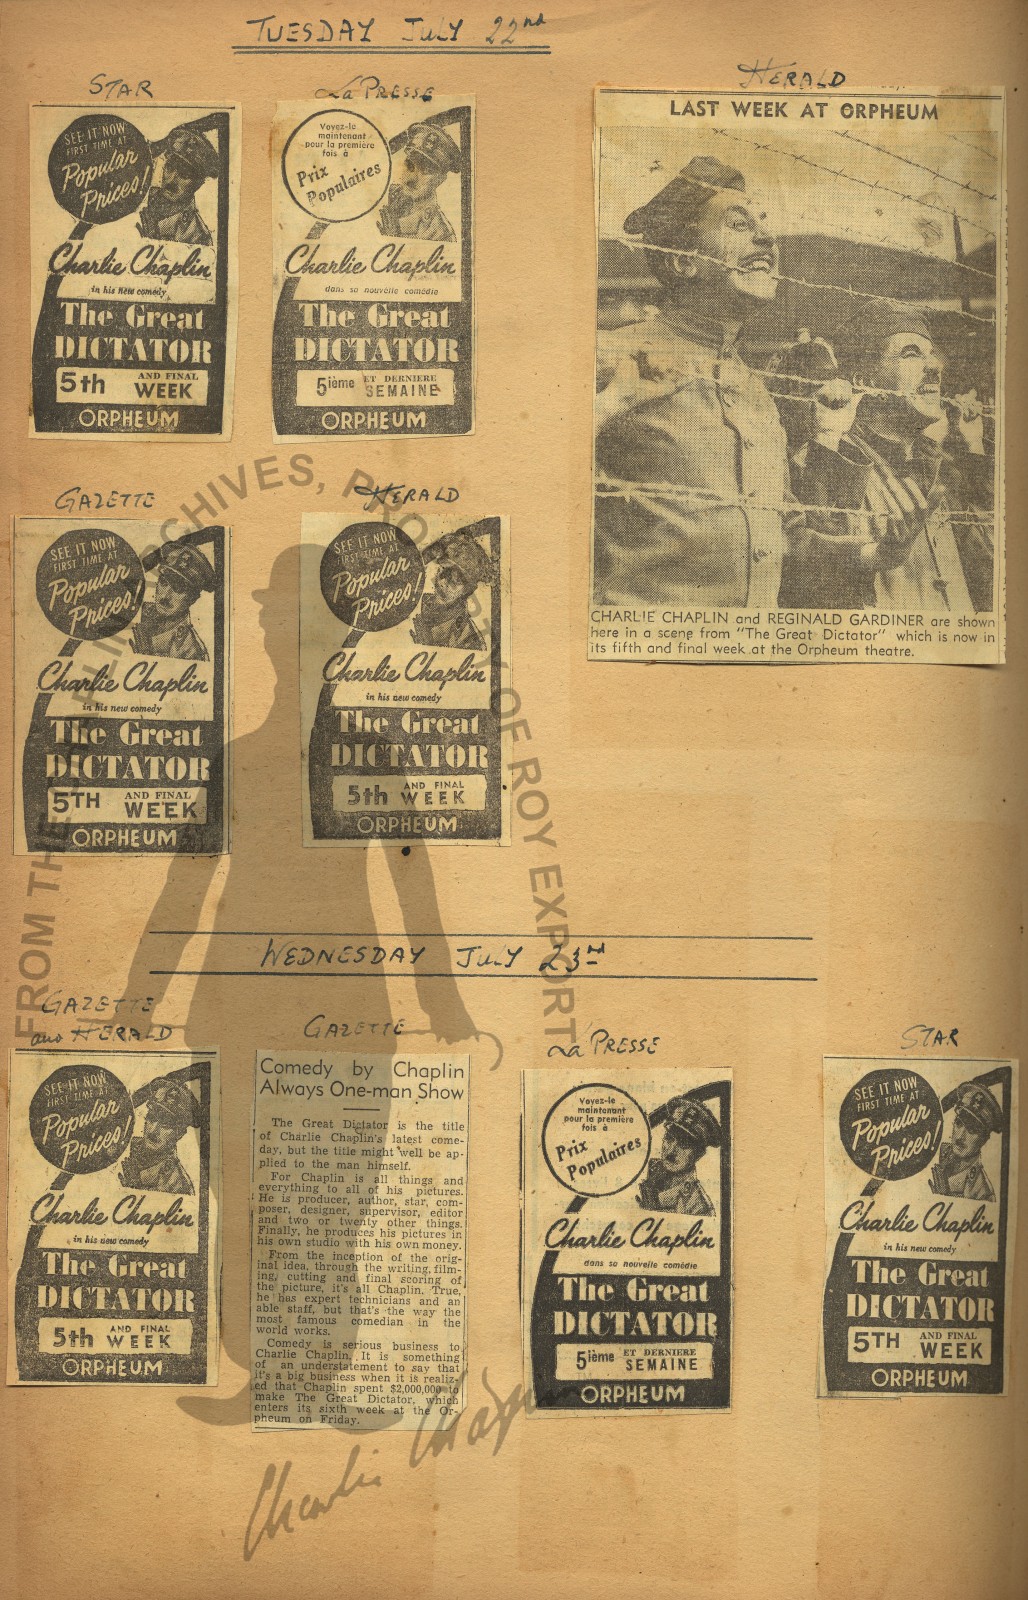 TUESDAY JULY 22nd
STAR
SEE IT NOW
FIRST TIME AT
Popular
Prices!
Charlie Chaplin
in his new comedy
The Great
DICTATOR
5th AND FINAL
WEEK
ORPHEUM
La PRESSE
Voyez-le
maintenant
pour la première
fois à
Prix
Populaires
Charlie Chaplin
dans sa nouvelle comédie
The Great
DICTATOR
5ième ET DERNIERE
SEMAINE
ORPHEUM
HERALD
LAST WEEK AT ORPHEUM
CHARLIE CHAPLIN and REGINALD GARDINER are shown
here in a scene from "The Great Dictator" which is now in
its fifth and final week at the Orpheum theatre.
GAZETTE
SEE IT NOW
FIRST TIME AT
Popular
Prices!
Charlie Chaplin
in his new comedy
The Great
DICTATOR
5TH AND FINAL
WEEK
ORPHEUM
HERALD
SEE IT NOW
FIRST TIME AT
Popular
Prices!
Charlie Chaplin
in his new comedy
The Great
DICTATOR
5th AND FINAL
WEEK
ORPHEUM
WEDNESDAY JULY 23rd
GAZETTE
and HERALD
SEE IT NOW
FIRST TIME AT
Popular
Prices!
Charlie Chaplin
in his new comedy
The Great
DICTATOR
5th AND FINAL
WEEK
ORPHEUM
GAZETTE
Comedy by Chaplin
Always One-man Show
The Great Dictator is the title
of Charlie Chaplin's latest come-
day, but the title might well be ap-
plied to the man himself.
For Chaplin is all things and
everything to all of his pictures.
He is producer, author, star, com-
poser, designer, supervisor, editor
and two or twenty other things.
Finally, he produces his pictures in
his own studio with his own money.
From the inception of the orig-
inal idea, through the writing, film-
ing, cutting and final scoring of
the picture, it's all Chaplin. True,
he has expert technicians and an
able staff, but that's the way the
most famous comedian in the
world works.
Comedy is serious business to
Charlie Chaplin. It is something
of an understatement to say that
it's a big business when it is realiz-
ed that Chaplin spent $2,000,000 to
make The Great Dictator, which
enters its sixth week at the Or-
pheum on Friday.
La PRESSE
Voyez-le
maintenant
pour la première
fois à
Prix
Populaires
Charlie Chaplin
dans sa nouvelle comédie
The Great
DICTATOR
5ième ET DERNIERE
SEMAINE
ORPHEUM
STAR
SEE IT NOW
FIRST TIME AT
Popular
Prices!
Charlie Chaplin
in his new comedy
The Great
DICTATOR
5TH AND FINAL
WEEK
ORPHEUM
FROM THE CHAPLIN ARCHIVES, PROPERTY OF ROY EXPORT
Charlie Chaplin